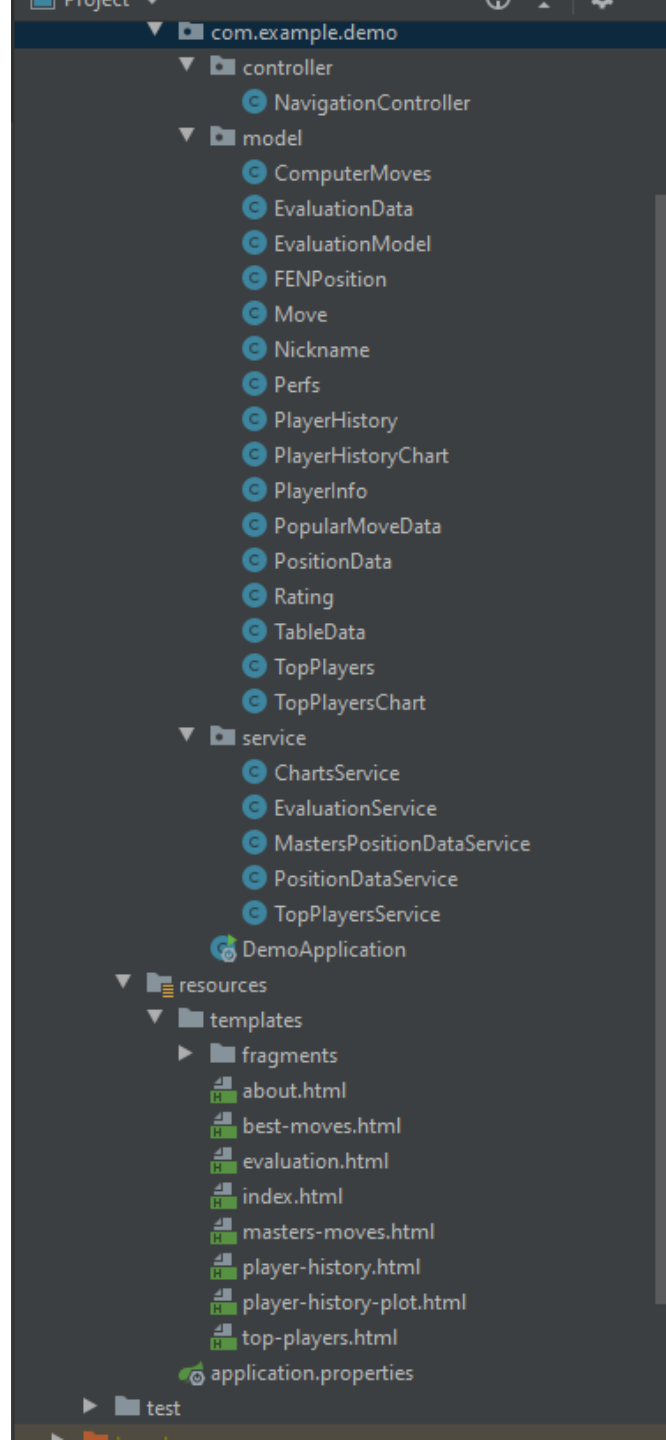 Project
com.example.demo
controller
NavigationController
model
ComputerMoves
EvaluationData
EvaluationModel
FENPosition
Move
Nickname
Perfs
PlayerHistory
PlayerHistoryChart
PlayerInfo
PopularMoveData
PositionData
Rating
TableData
TopPlayers
TopPlayersChart
service
ChartsService
EvaluationService
MastersPositionDataService
PositionDataService
TopPlayersService
DemoApplication
resources
templates
fragments
about.html
best-moves.html
evaluation.html
index.html
masters-moves.html
player-history.html
player-history-plot.html
top-players.html
application.properties
test